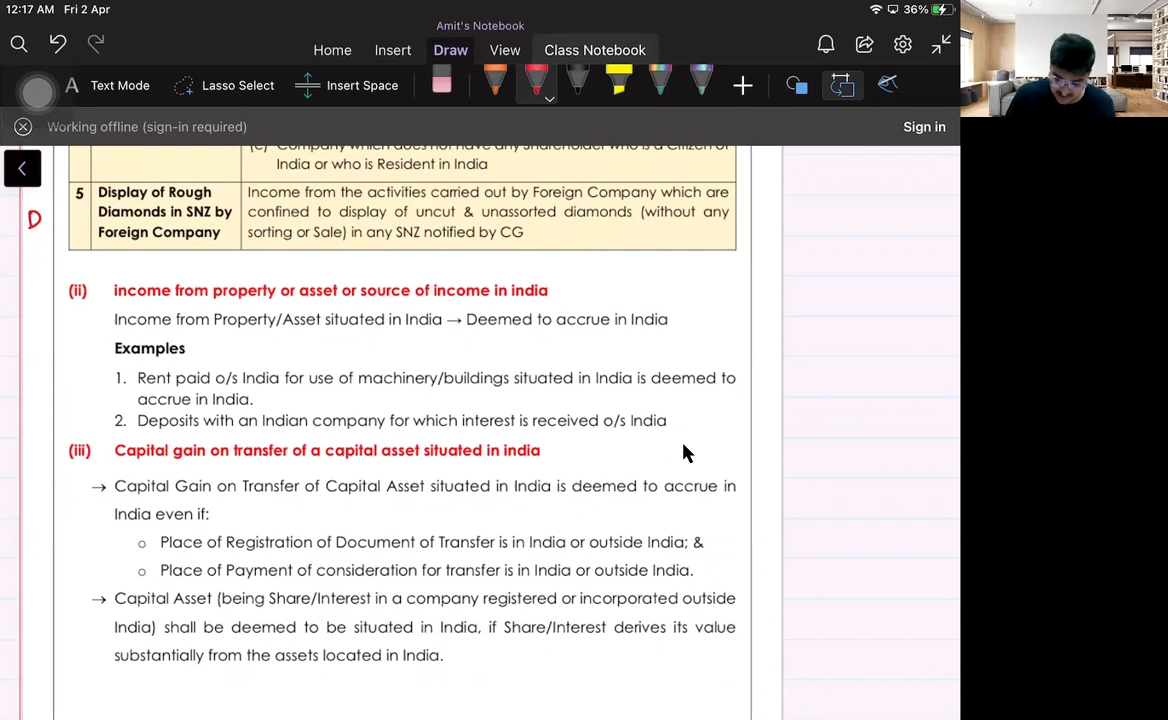 12:17 AM Fri 2 Apr
36%
Amit's Notebook
Home Insert Draw View Class Notebook
A Text Mode Lasso Select Insert Space
Working offline (sign-in required) Sign in
(c) Company which does not have any shareholder who is a Citizen of
India or who is Resident in India
5 Display of Rough Diamonds in SNZ by Foreign Company
Income from the activities carried out by Foreign Company which are
confined to display of uncut & unassorted diamonds (without any
sorting or Sale) in any SNZ notified by CG
D
(ii) income from property or asset or source of income in india
Income from Property/Asset situated in India → Deemed to accrue in India
Examples
1. Rent paid o/s India for use of machinery/buildings situated in India is deemed to
accrue in India.
2. Deposits with an Indian company for which interest is received o/s India
(iii) Capital gain on transfer of a capital asset situated in india
→ Capital Gain on Transfer of Capital Asset situated in India is deemed to accrue in
India even if:
o Place of Registration of Document of Transfer is in India or outside India; &
o Place of Payment of consideration for transfer is in India or outside India.
→ Capital Asset (being Share/Interest in a company registered or incorporated outside
India) shall be deemed to be situated in India, if Share/Interest derives its value
substantially from the assets located in India.